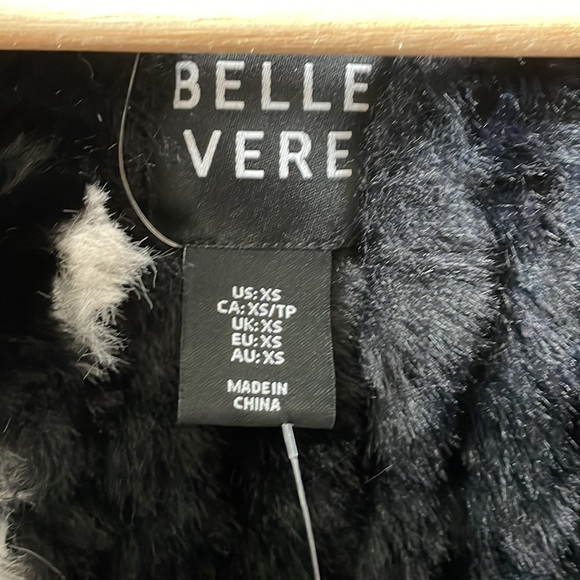 BELLE
VERE
US: XS
CA: XS/TP
UK: XS
EU: XS
AU: XS
MADE IN
CHINA